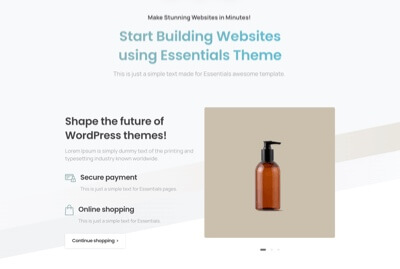 Make Stunning Websites in Minutes!
Start Building Websites
using Essentials Theme
This is just a simple text made for Essentials awesome template.
Shape the future of
WordPress themes!
Lorem Ipsum is simply dummy text of the printing and
typesetting industry known worldwide.
Secure payment
This is just a simple text for Essentials pages.
Online shopping
This is just a simple text for Essentials.
Continue shopping ›